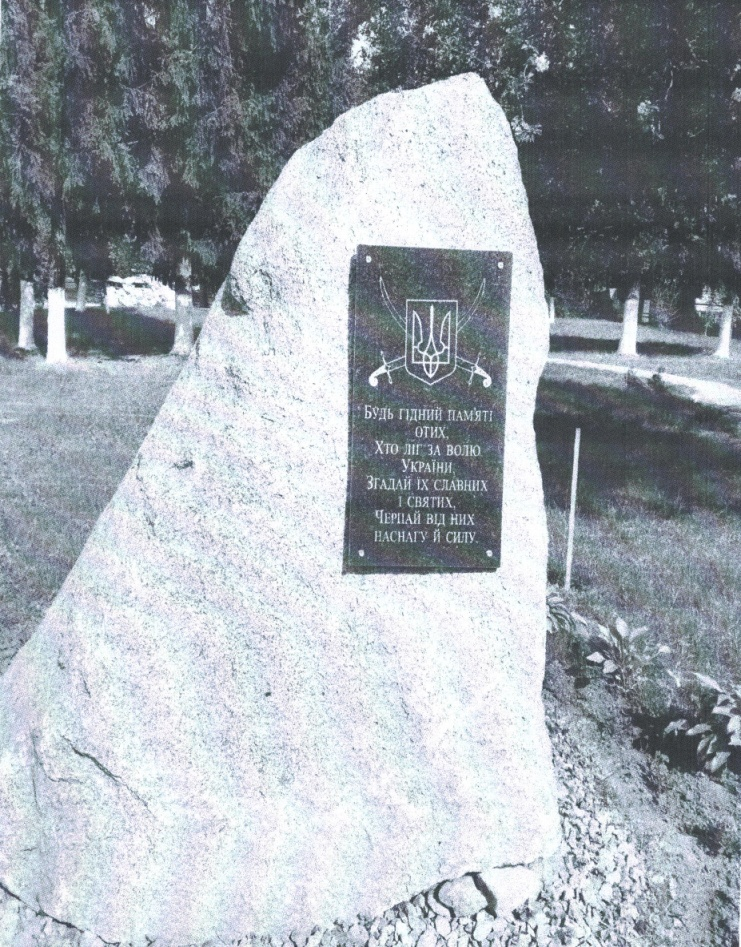 Будь гідний пам'яті
отих,
Хто ліг за волю
України,
Згадай їх славних
і святих,
Черпай від них
наснагу й силу.